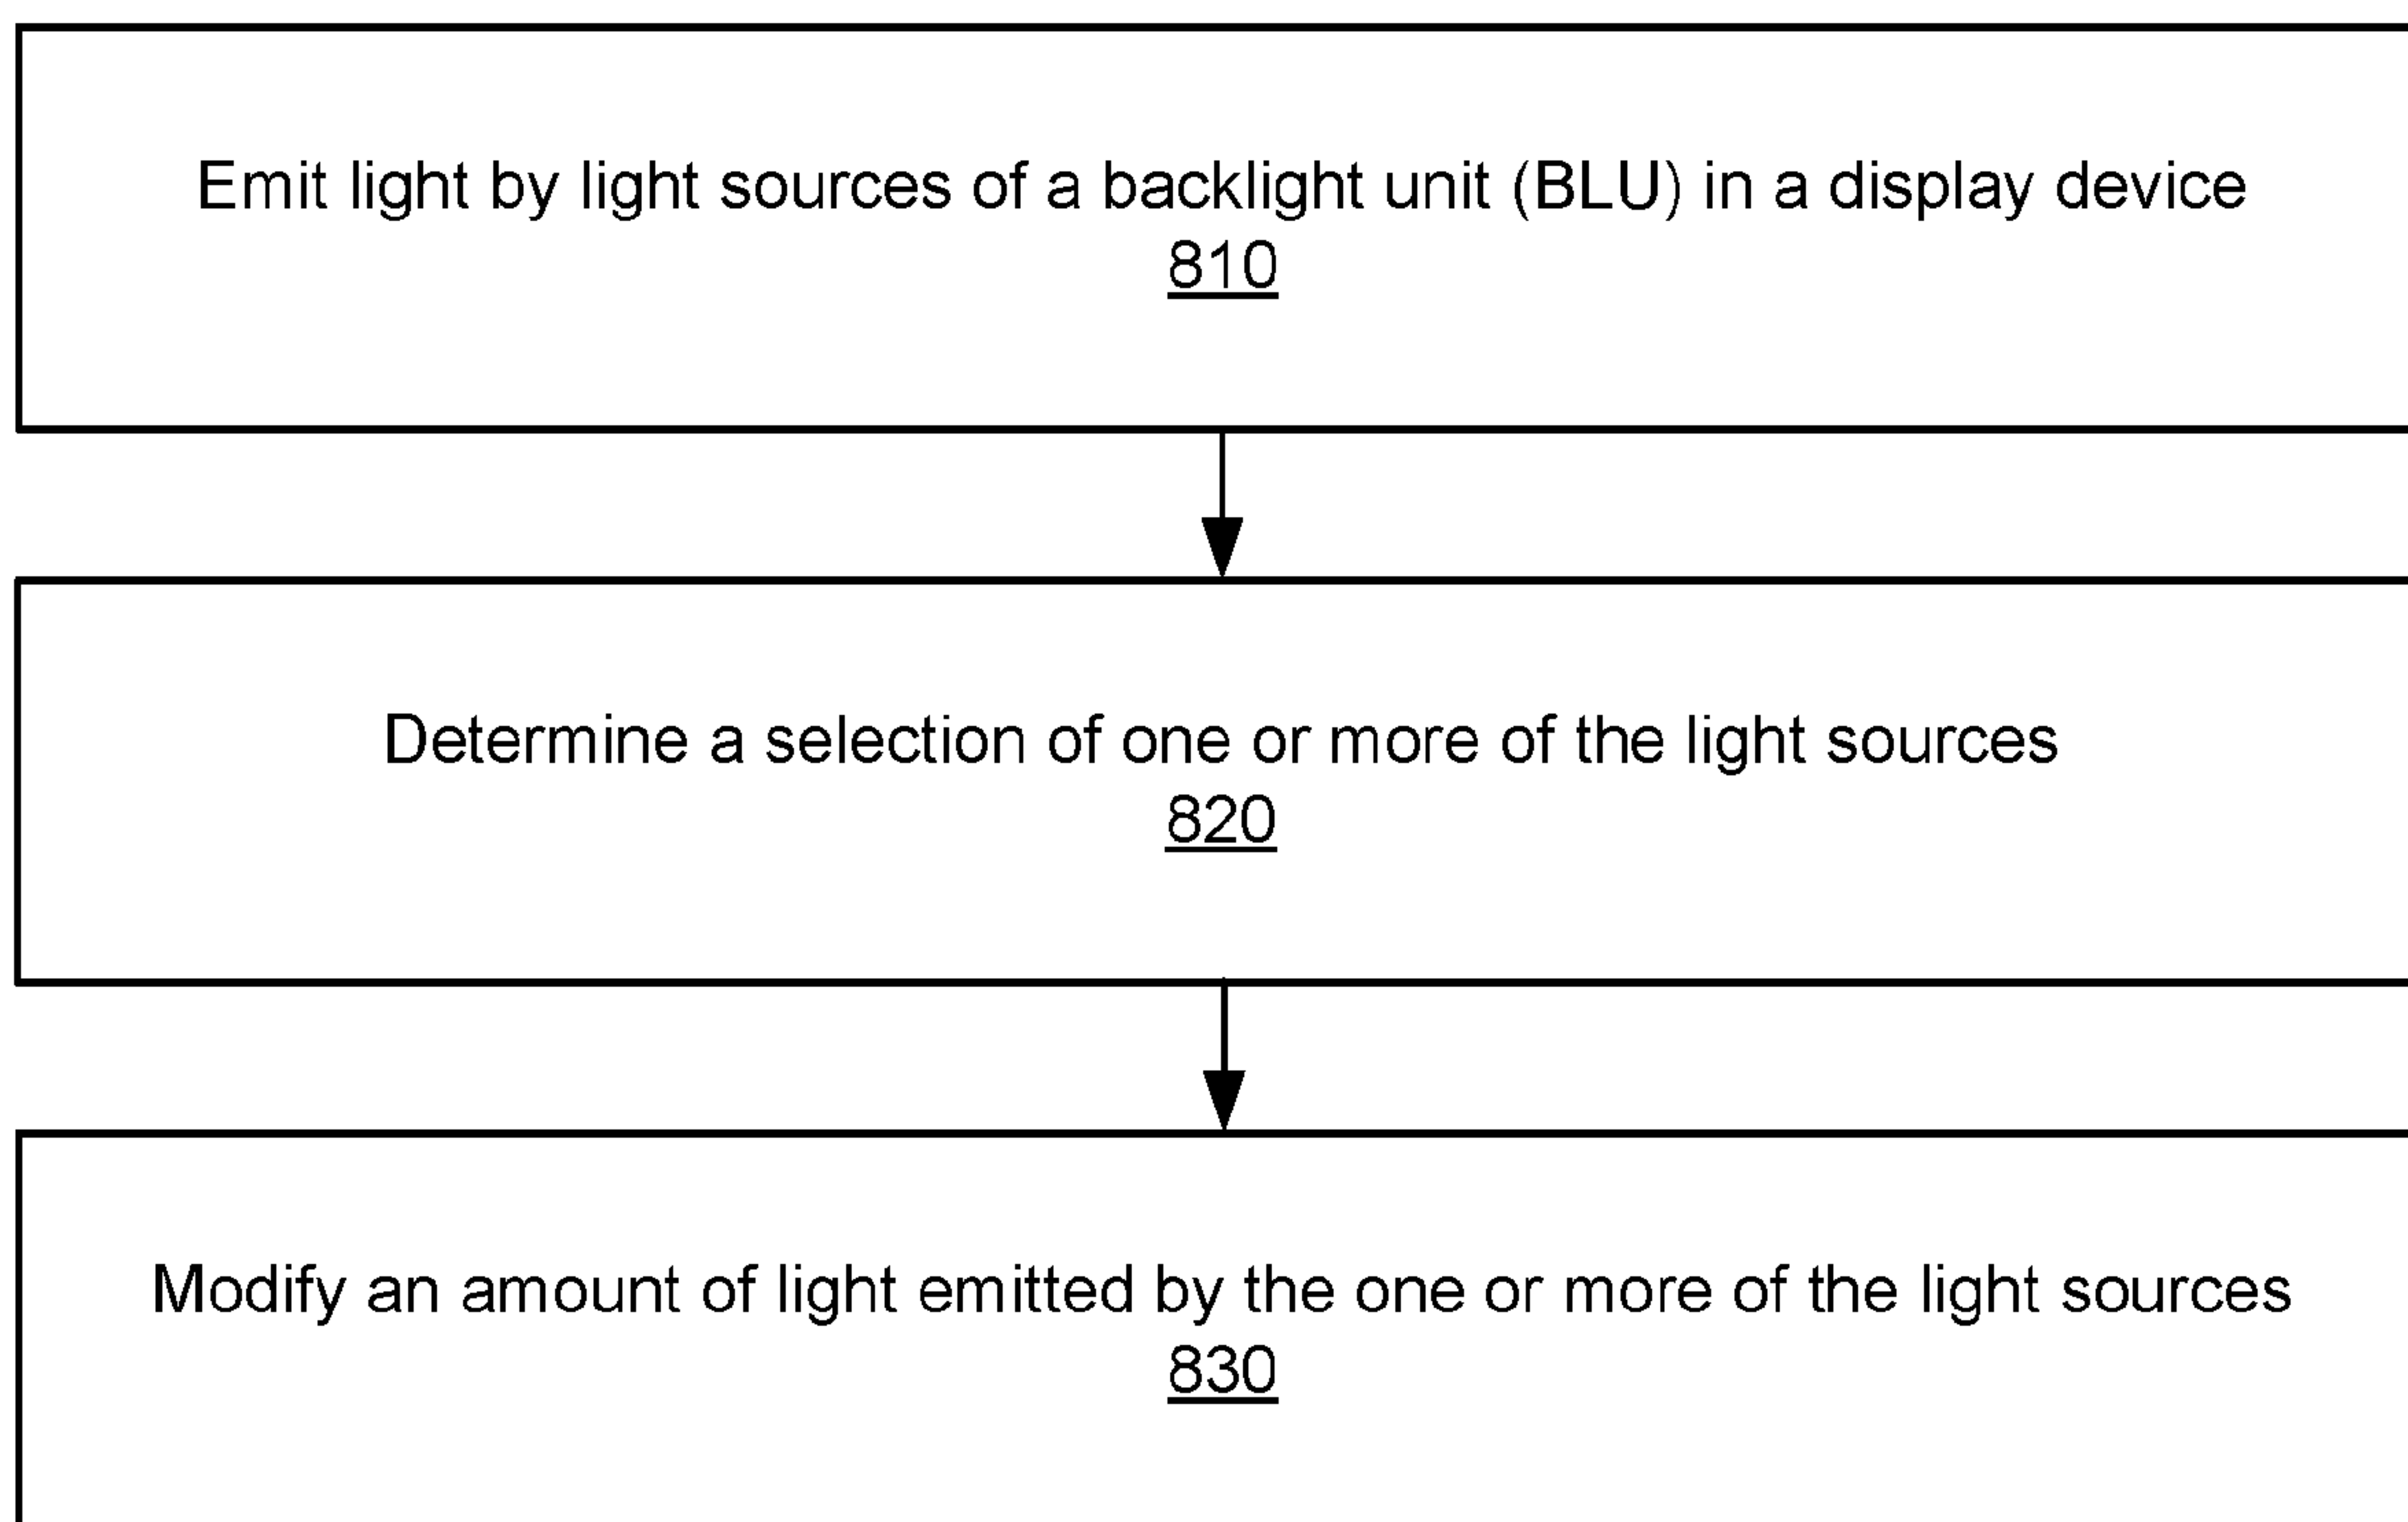 Emit light by light sources of a backlight unit (BLU) in a display device
810
Determine a selection of one or more of the light sources
820
Modify an amount of light emitted by the one or more of the light sources
830